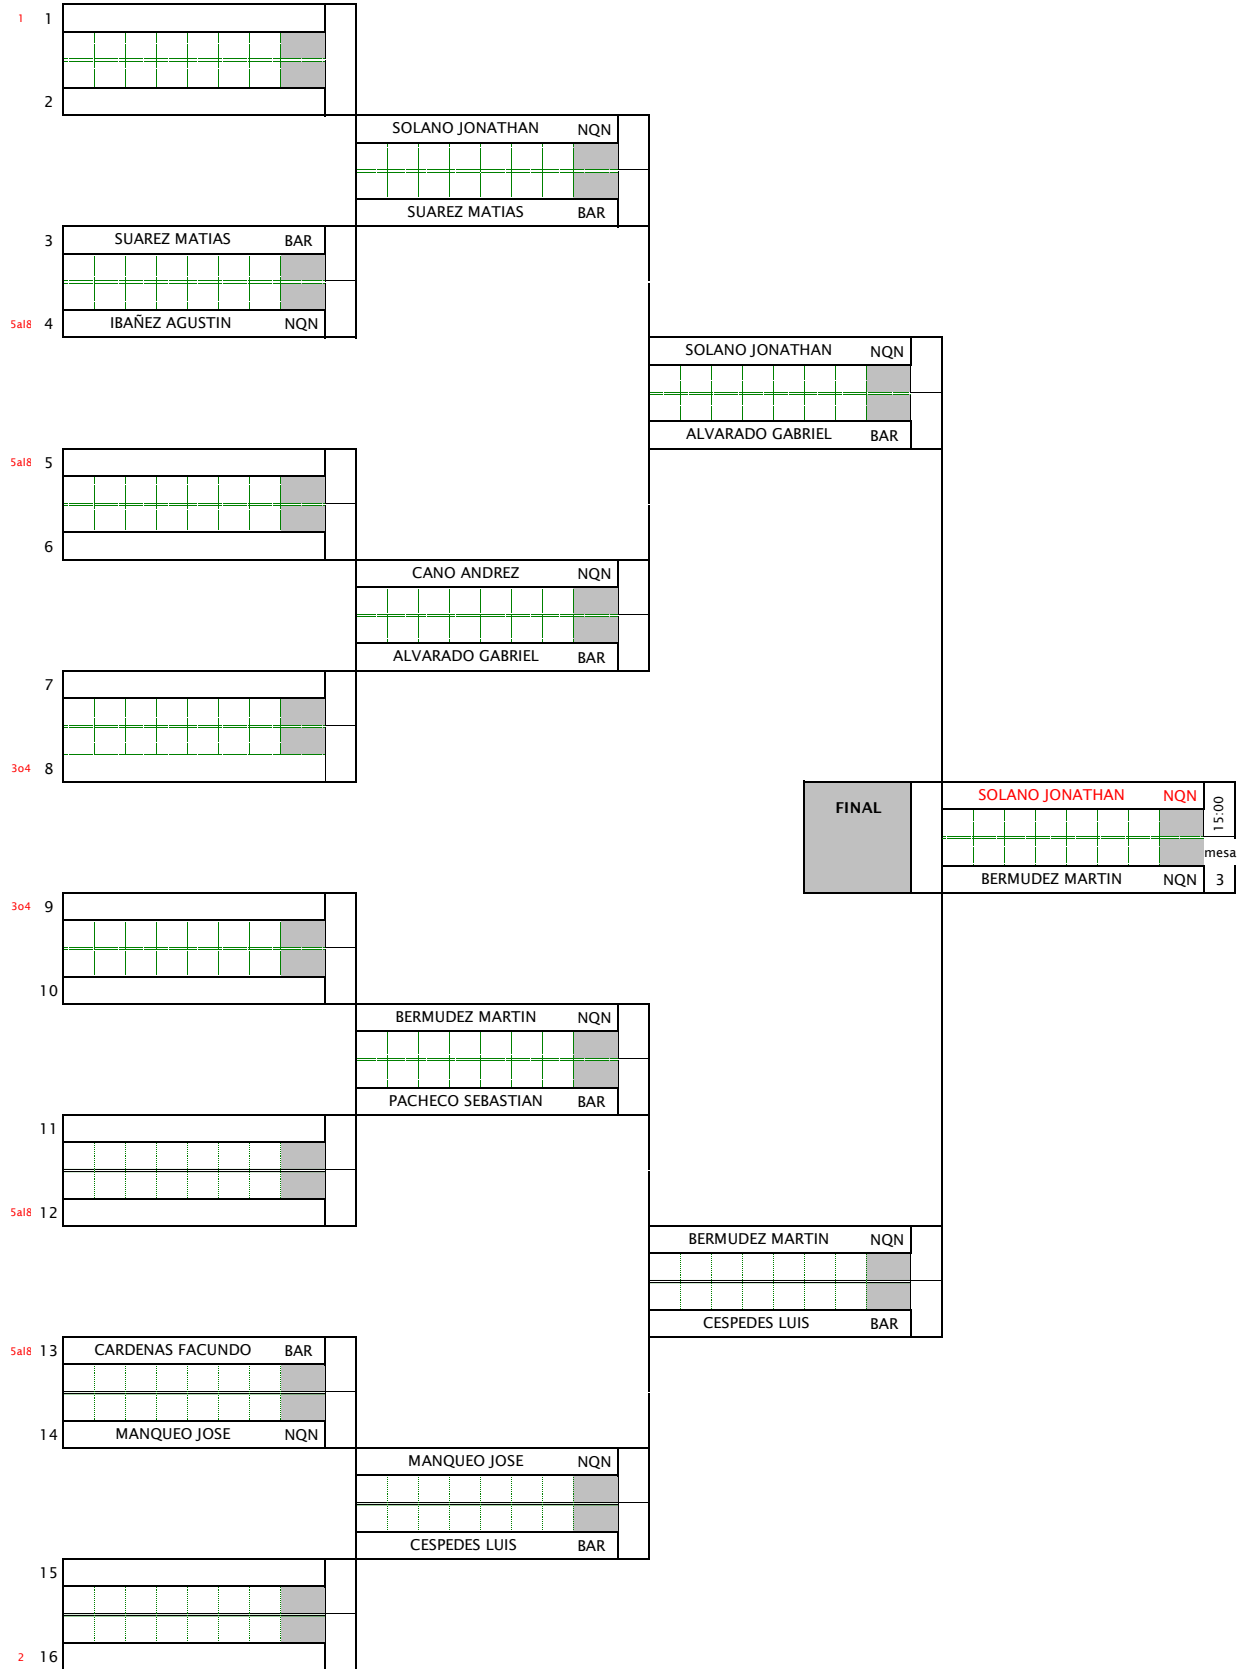 1 1
2
SOLANO JONATHAN NQN
SUAREZ MATIAS BAR
3 SUAREZ MATIAS BAR
5al8 4 IBAÑEZ AGUSTIN NQN
SOLANO JONATHAN NQN
ALVARADO GABRIEL BAR
5al8 5
6
CANO ANDREZ NQN
ALVARADO GABRIEL BAR
7
3o4 8
FINAL
SOLANO JONATHAN NQN
15:00
mesa
BERMUDEZ MARTIN NQN 3
3o4 9
10
BERMUDEZ MARTIN NQN
PACHECO SEBASTIAN BAR
11
5al8 12
BERMUDEZ MARTIN NQN
CESPEDES LUIS BAR
5al8 13 CARDENAS FACUNDO BAR
14 MANQUEO JOSE NQN
MANQUEO JOSE NQN
CESPEDES LUIS BAR
15
2 16